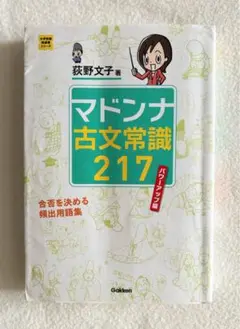 荻野文子 著
マドンナ
古文常識
217
パワーアップ版
合否を決める
頻出用語集
Gakken